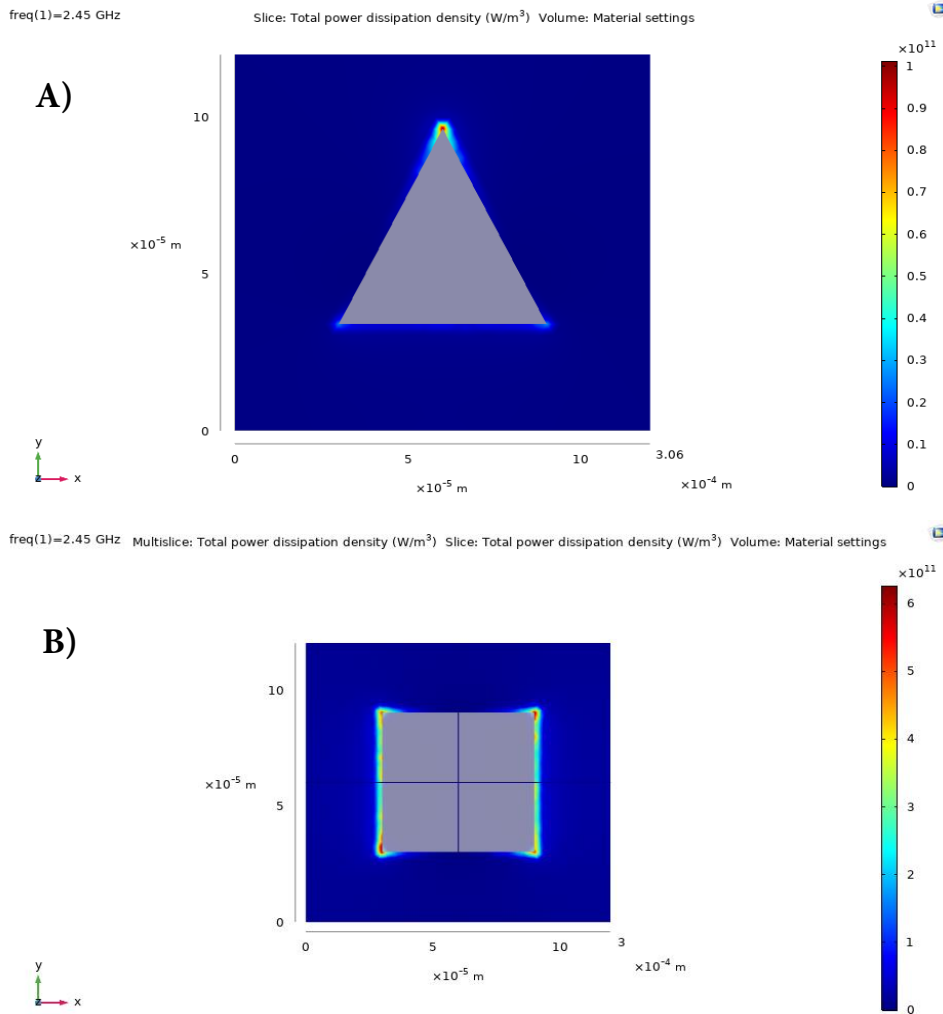 freq(1)=2.45 GHz Slice: Total power dissipation density (W/m³) Volume: Material settings
×10¹¹
A)
1
0.9
0.8
0.7
0.6
0.5
0.4
0.3
0.2
0.1
0
10
×10⁻⁵ m
5
0
y
z x
0 5 10 3.06
×10⁻⁵ m ×10⁻⁴ m
freq(1)=2.45 GHz Multislice: Total power dissipation density (W/m³) Slice: Total power dissipation density (W/m³) Volume: Material settings
×10¹¹
B)
6
5
4
3
2
1
0
10
×10⁻⁵ m
5
0
y
z x
0 5 10 3
×10⁻⁵ m ×10⁻⁴ m